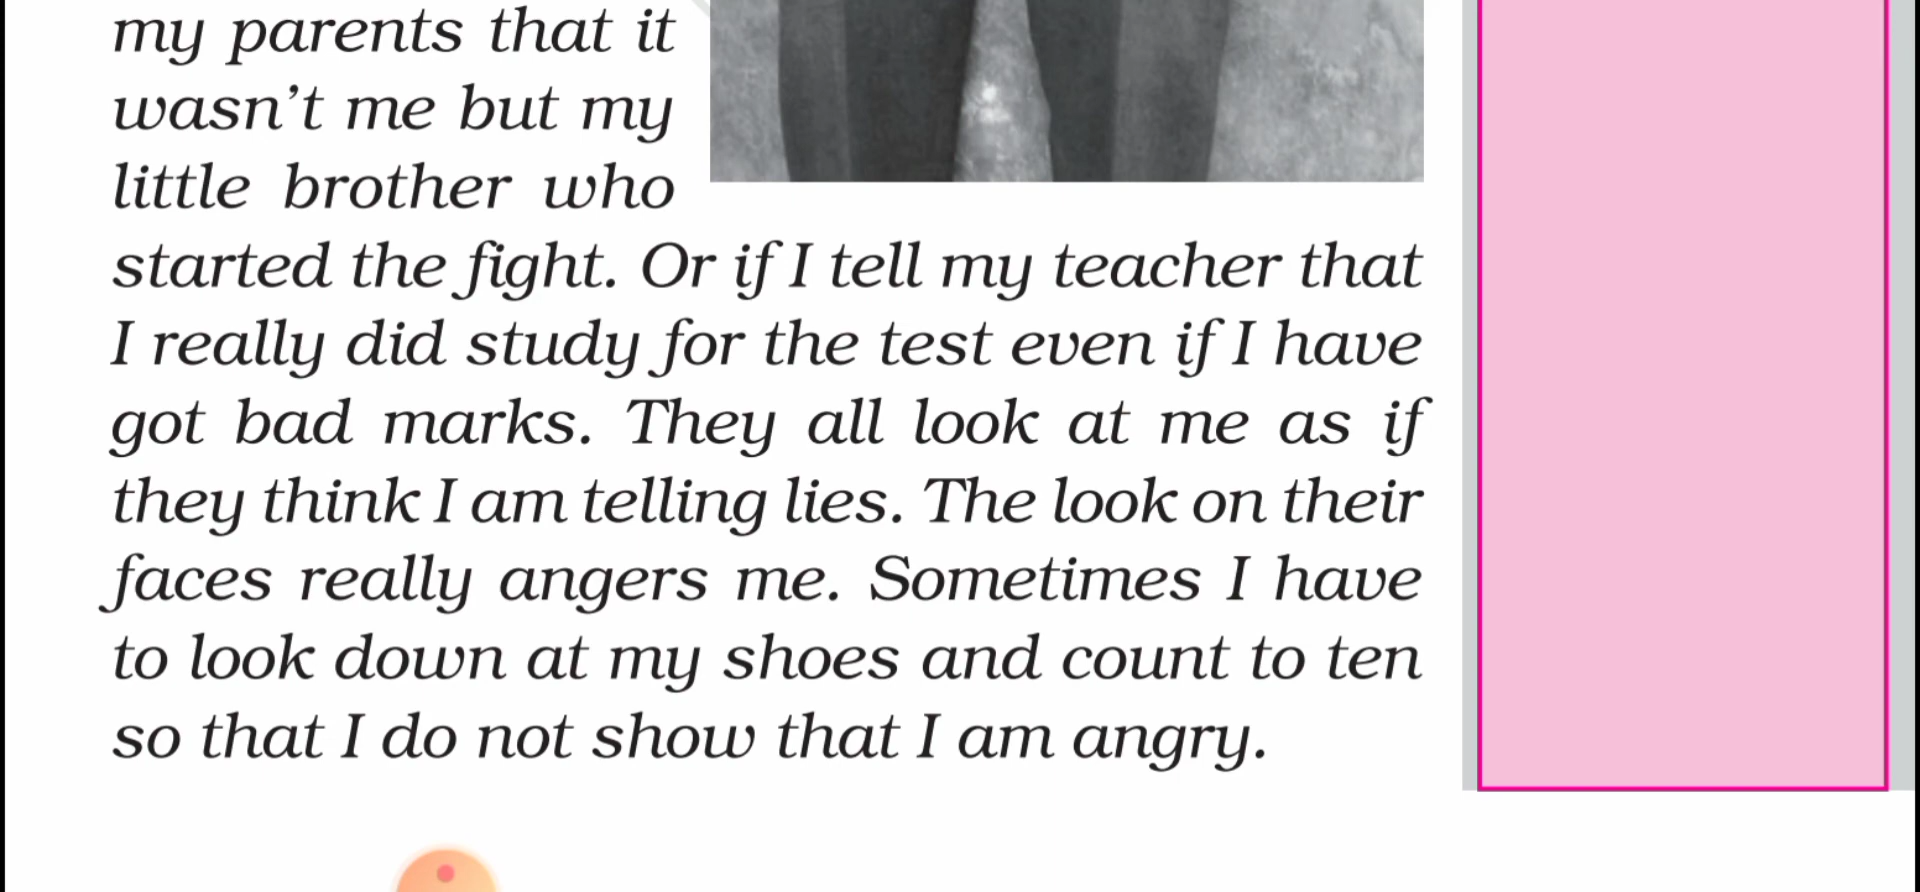 my parents that it
wasn't me but my
little brother who
started the fight. Or if I tell my teacher that
I really did study for the test even if I have
got bad marks. They all look at me as if
they think I am telling lies. The look on their
faces really angers me. Sometimes I have
to look down at my shoes and count to ten
so that I do not show that I am angry.